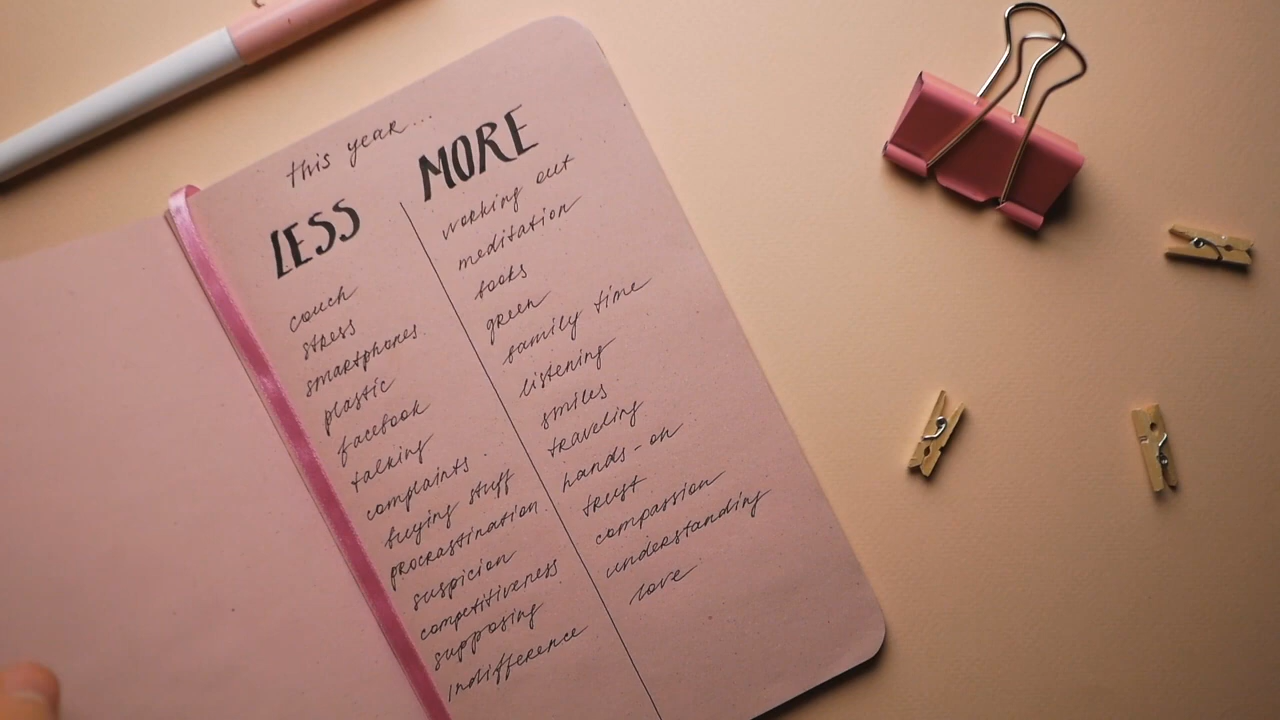 this year...
LESS
couch
stress
smartphones
plastic
facebook
talking
complaints
buying stuff
procrastination
suspicion
competitiveness
supposing
indifference
MORE
working out
meditation
books
green
family time
listening
smiles
traveling
hands-on
trust
compassion
understanding
love